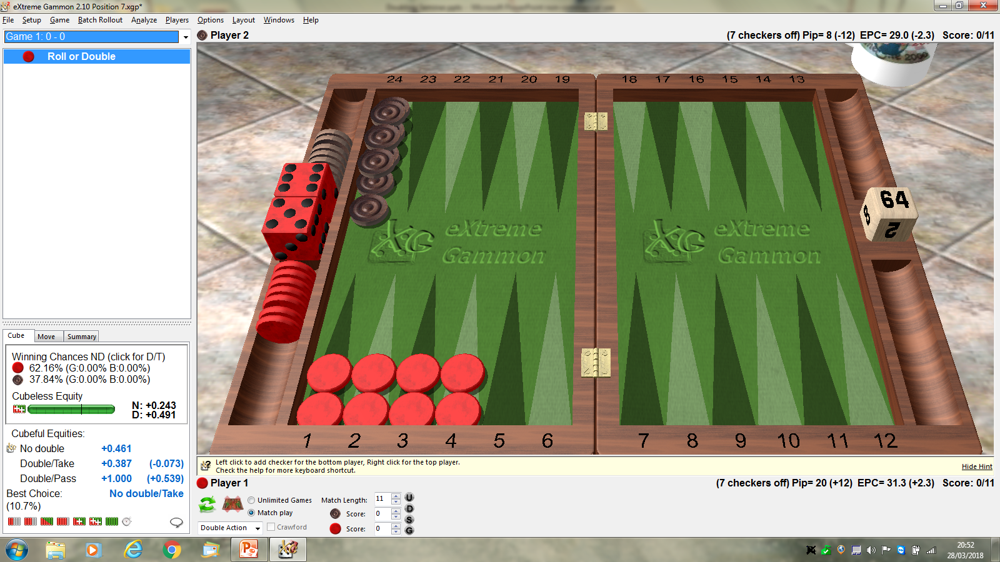 eXtreme Gammon 2.10 Position 7.xgp*
File Setup Game Batch Rollout Analyze Players Options Layout Windows Help
Game 1: 0 - 0
Roll or Double
Player 2
(7 checkers off) Pip= 8 (-12) EPC= 29.0 (-2.3) Score: 0/11
24 23 22 21 20 19 18 17 16 15 14 13
64
8
2
eXtreme
Gammon
eXtreme
Gammon
1 2 3 4 5 6 7 8 9 10 11 12
Cube Move Summary
Winning Chances ND (click for D/T)
62.16% (G:0.00% B:0.00%)
37.84% (G:0.00% B:0.00%)
Cubeless Equity
N: +0.243
D: +0.491
Cubeful Equities:
No double +0.461
Double/Take +0.387 (-0.073)
Double/Pass +1.000 (+0.539)
Best Choice: No double/Take
(10.7%)
Left click to add checker for the bottom player, Right click for the top player.
Check the help for more keyboard shortcut.
Hide Hint
Player 1
(7 checkers off) Pip= 20 (+12) EPC= 31.3 (+2.3) Score: 0/11
Unlimited Games
Match play
Match Length: 11
Score: 0
Score: 0
U
D
S
G
Double Action
Crawford
20:52
28/03/2018